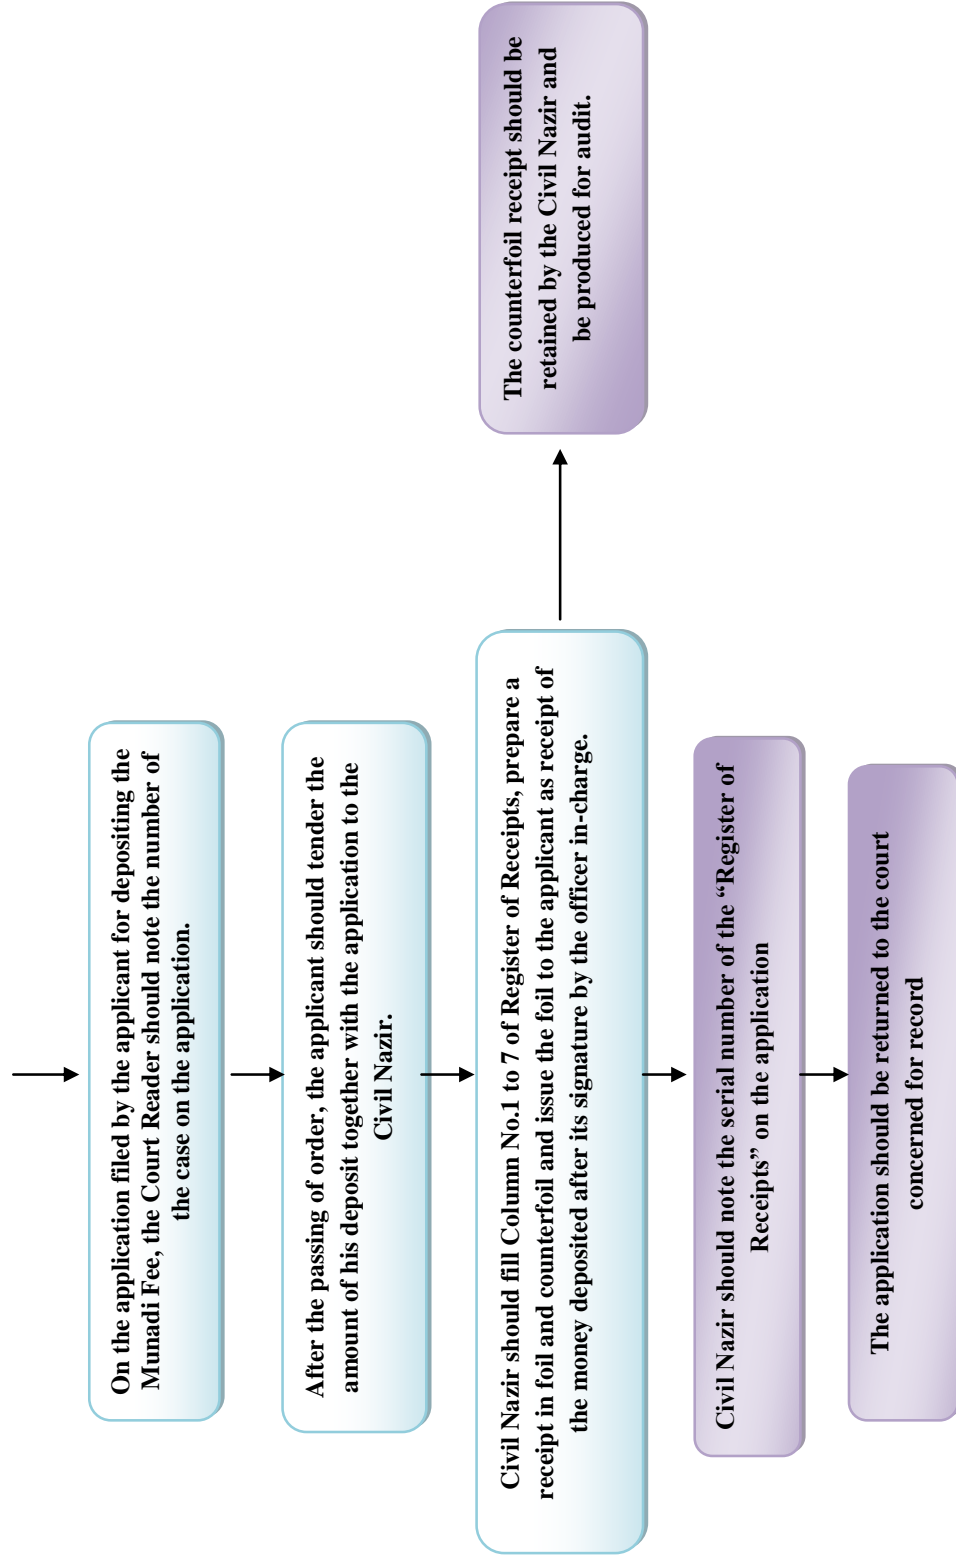 On the application filed by the applicant for depositing the
Munadi Fee, the Court Reader should note the number of
the case on the application.
After the passing of order, the applicant should tender the
amount of his deposit together with the application to the
Civil Nazir.
Civil Nazir should fill Column No.1 to 7 of Register of Receipts, prepare a
receipt in foil and counterfoil and issue the foil to the applicant as receipt of
the money deposited after its signature by the officer in-charge.
The counterfoil receipt should be
retained by the Civil Nazir and
be produced for audit.
Civil Nazir should note the serial number of the “Register of
Receipts” on the application
The application should be returned to the court
concerned for record